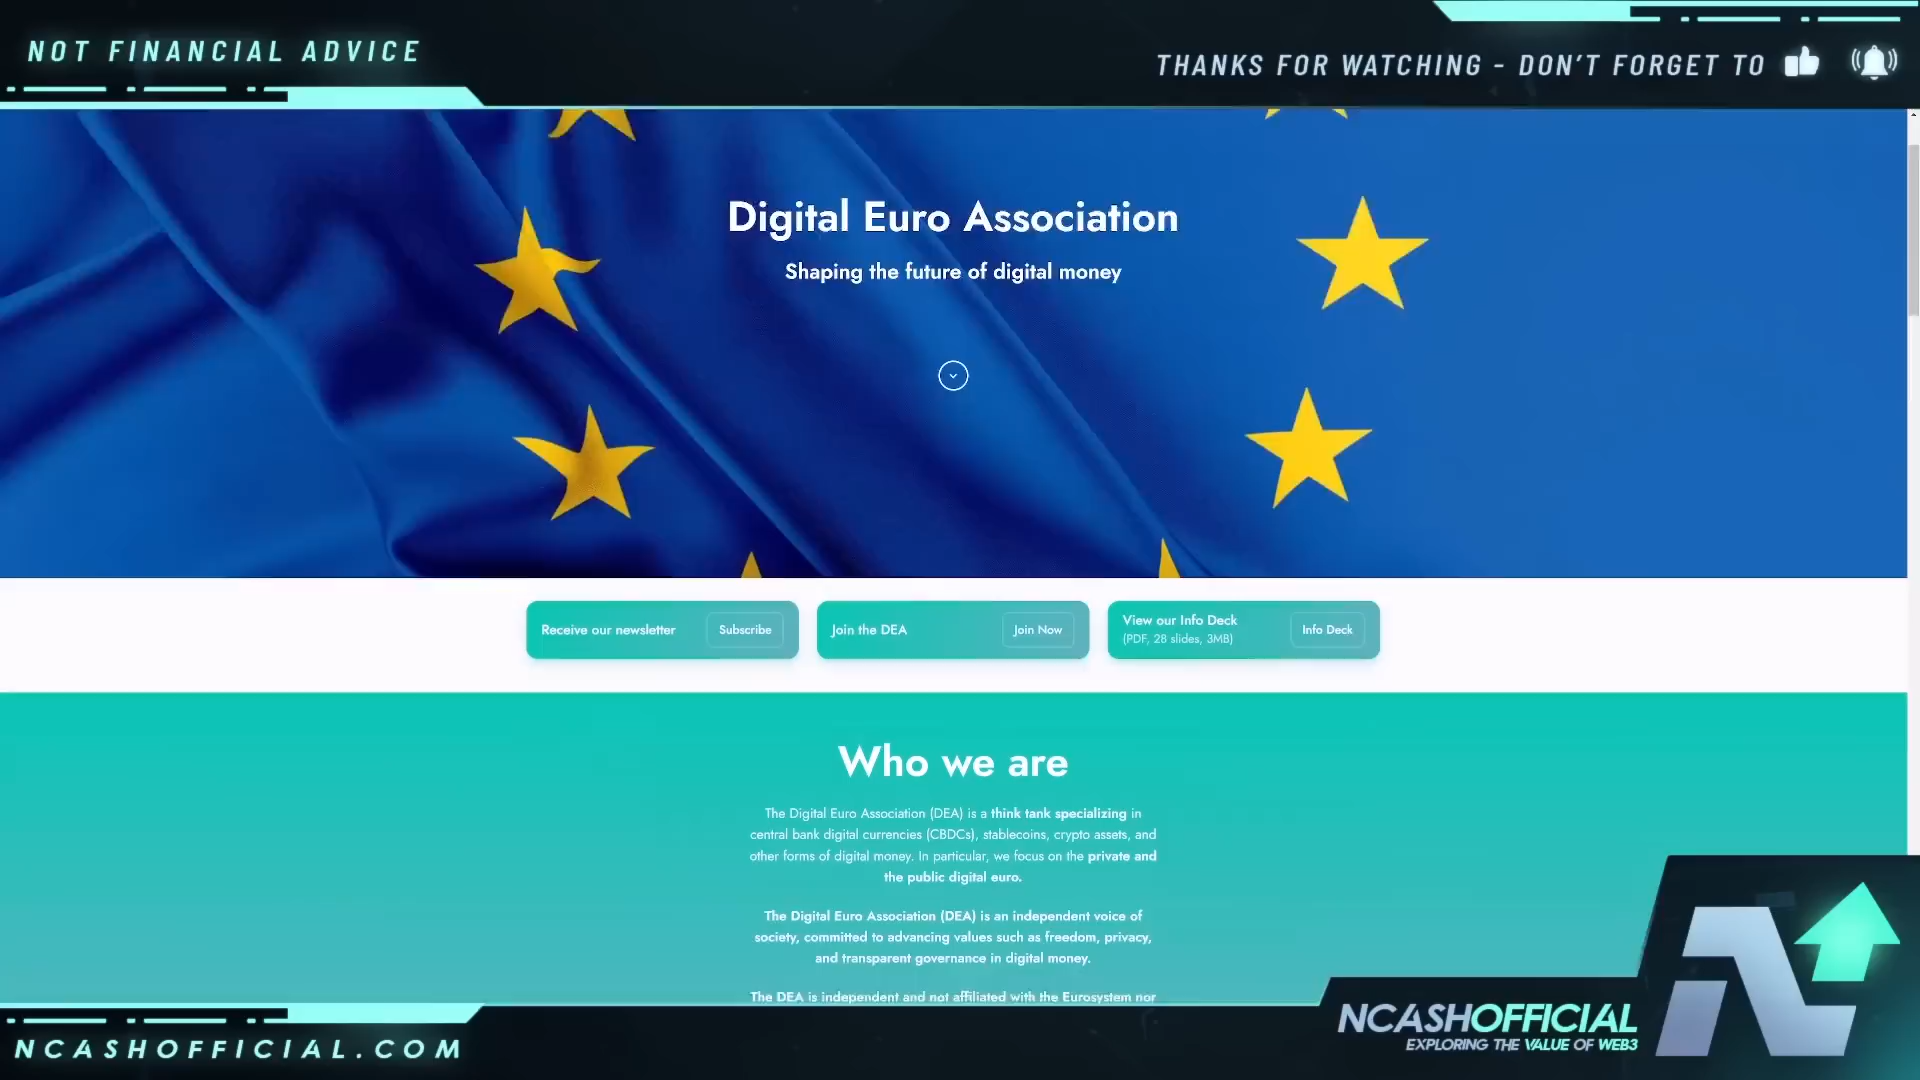 NOT FINANCIAL ADVICE
THANKS FOR WATCHING - DON'T FORGET TO
Digital Euro Association
Shaping the future of digital money
Receive our newsletter
Subscribe
Join the DEA
Join Now
View our Info Deck
(PDF, 28 slides, 3MB)
Info Deck
Who we are
The Digital Euro Association (DEA) is a think tank specializing in
central bank digital currencies (CBDCs), stablecoins, crypto assets, and
other forms of digital money. In particular, we focus on the private and
the public digital euro.
The Digital Euro Association (DEA) is an independent voice of
society, committed to advancing values such as freedom, privacy,
and transparent governance in digital money.
The DEA is independent and not affiliated with the Eurosystem nor
NCASHOFFICIAL.COM
NCASHOFFICIAL
EXPLORING THE VALUE OF WEB3